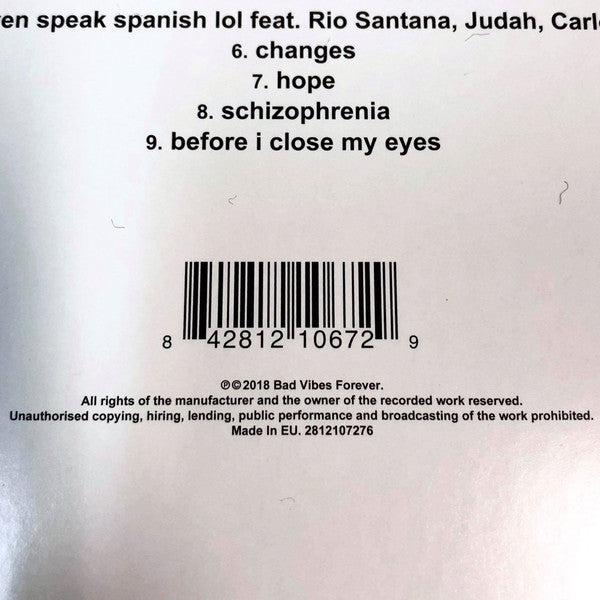 en speak spanish lol feat. Rio Santana, Judah, Carl
6. changes
7. hope
8. schizophrenia
9. before i close my eyes
8 42812 10672 9
℗©2018 Bad Vibes Forever.
All rights of the manufacturer and the owner of the recorded work reserved.
Unauthorised copying, hiring, lending, public performance and broadcasting of the work prohibited.
Made In EU. 2812107276